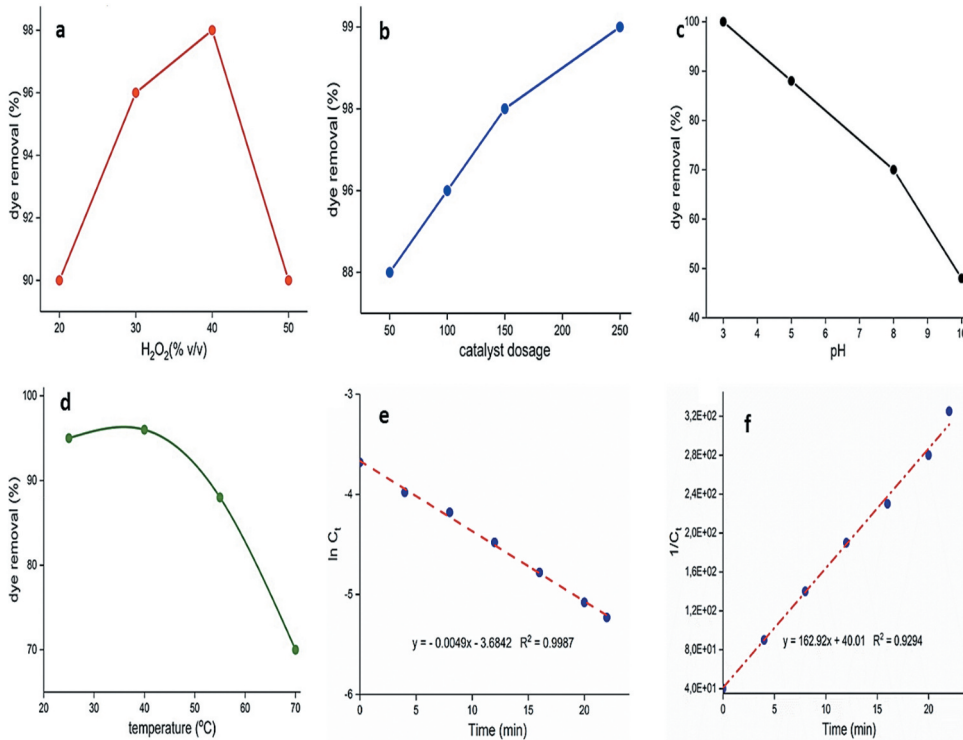 a
98
96
94
92
90
dye removal (%)
20 30 40 50
H₂O₂(% v/v)
b
99
98
96
88
dye removal (%)
50 100 150 200 250
catalyst dosage
c
100
90
80
70
60
50
40
dye removal (%)
3 4 5 6 7 8 9 10
pH
d
100
90
80
70
dye removal (%)
20 30 40 50 60 70
temperature (ºC)
e
-3
-4
-5
-6
ln Cₜ
y = - 0.0049x - 3.6842 R² = 0.9987
0 10 20
Time (min)
f
3,2E+02
2,8E+02
2,4E+02
2,0E+02
1,6E+02
1,2E+02
8,0E+01
4,0E+01
1/Cₜ
y = 162.92x + 40.01 R² = 0.9294
0 10 20
Time (min)